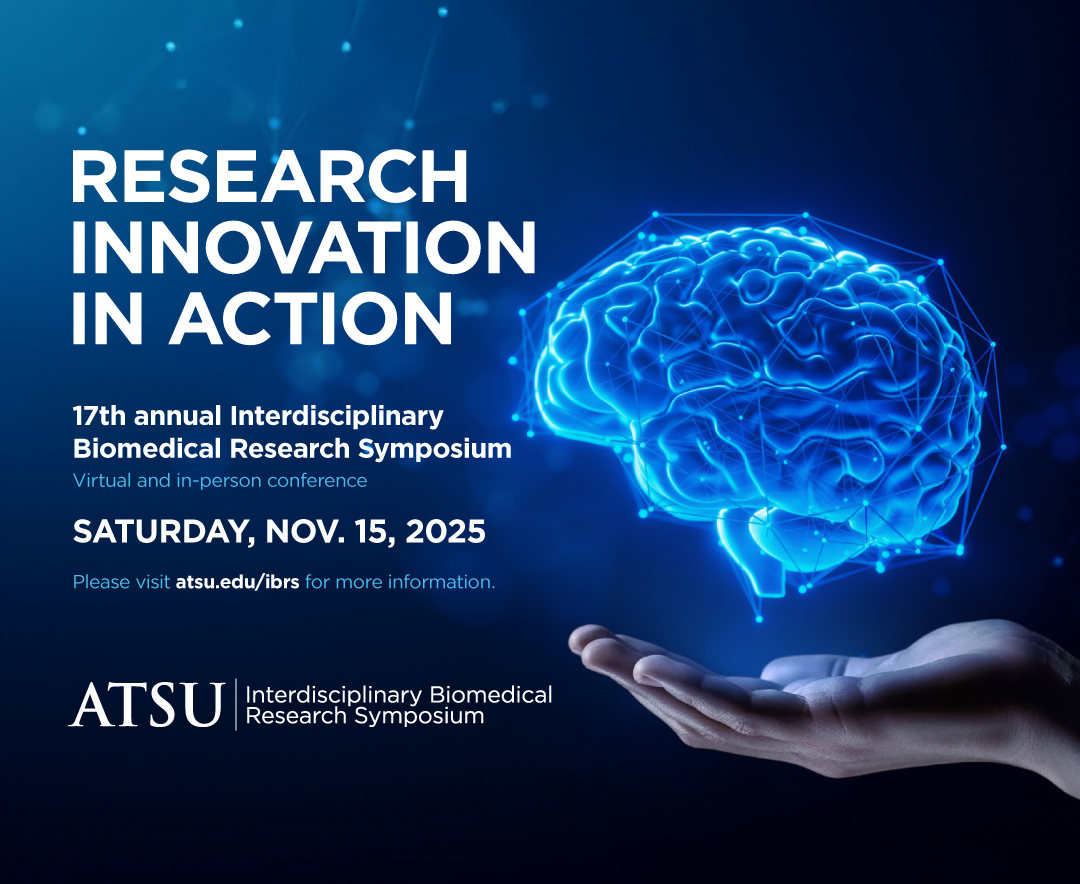 RESEARCH
INNOVATION
IN ACTION
17th annual Interdisciplinary
Biomedical Research Symposium
Virtual and in-person conference
SATURDAY, NOV. 15, 2025
Please visit atsu.edu/ibrs for more information.
ATSU
Interdisciplinary Biomedical
Research Symposium